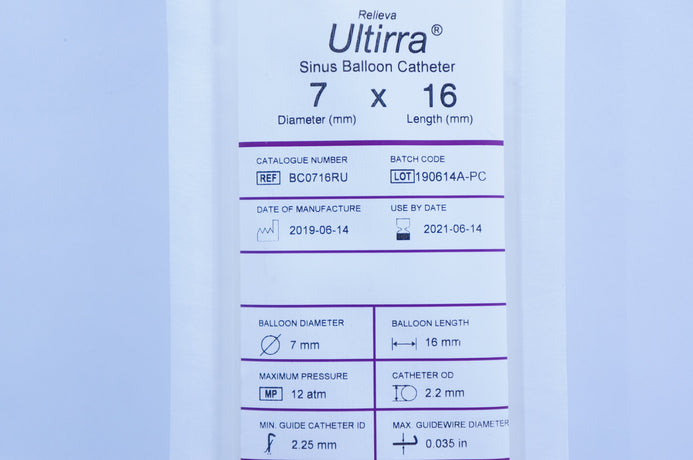 Relieva
Ultirra®
Sinus Balloon Catheter
7 x 16
Diameter (mm) Length (mm)
CATALOGUE NUMBER BATCH CODE
REF BC0716RU LOT 190614A-PC
DATE OF MANUFACTURE USE BY DATE
2019-06-14 2021-06-14
BALLOON DIAMETER BALLOON LENGTH
7 mm 16 mm
MAXIMUM PRESSURE CATHETER OD
MP 12 atm 2.2 mm
MIN. GUIDE CATHETER ID MAX. GUIDEWIRE DIAMETER
2.25 mm 0.035 in